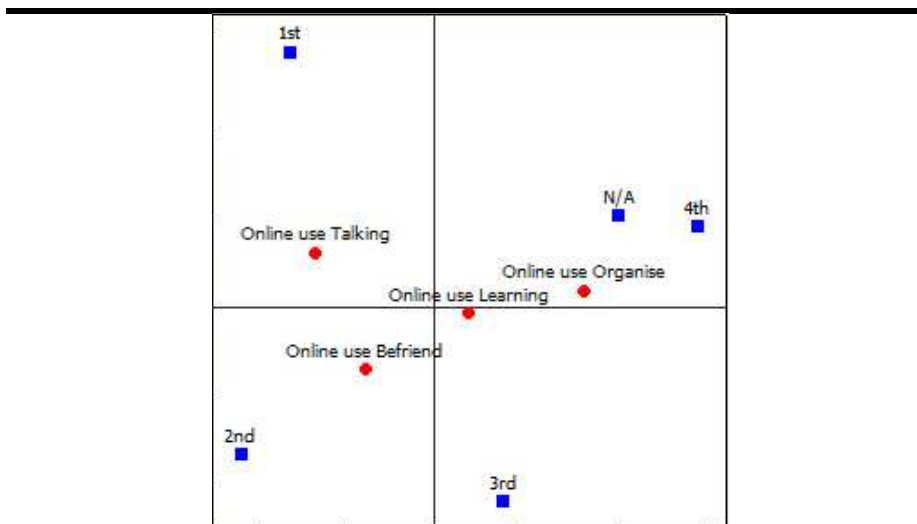 1st
N/A
4th
Online use Talking
Online use Organise
Online use Learning
Online use Befriend
2nd
3rd